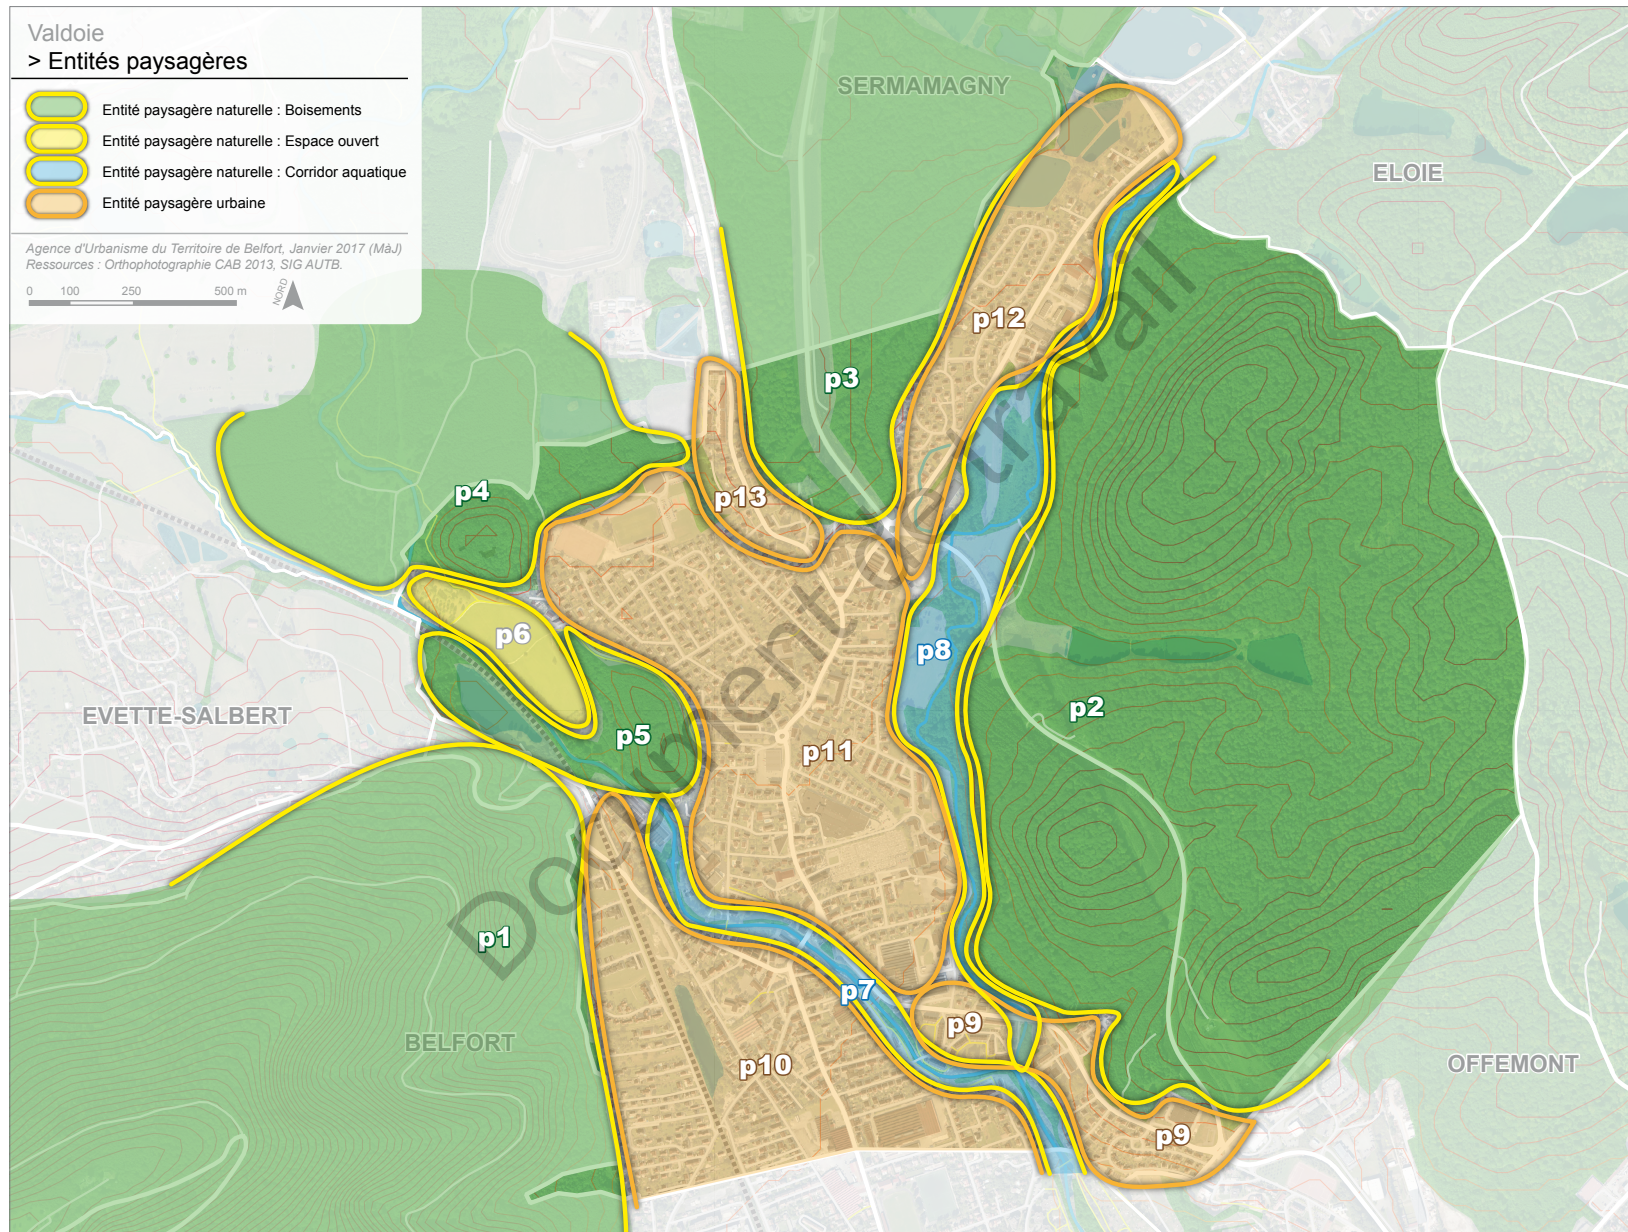 Valdoie
> Entités paysagères
Entité paysagère naturelle : Boisements
Entité paysagère naturelle : Espace ouvert
Entité paysagère naturelle : Corridor aquatique
Entité paysagère urbaine
Agence d'Urbanisme du Territoire de Belfort, Janvier 2017 (MàJ)
Ressources : Orthophotographie CAB 2013, SIG AUTB.
0 100 250 500 m
NORD
SERMAMAGNY
ELOIE
p12
p3
p4
p13
p6
p8
EVETTE-SALBERT
p5
p2
p11
p1
p7
p9
BELFORT
p10
OFFEMONT
p9
Document de travail